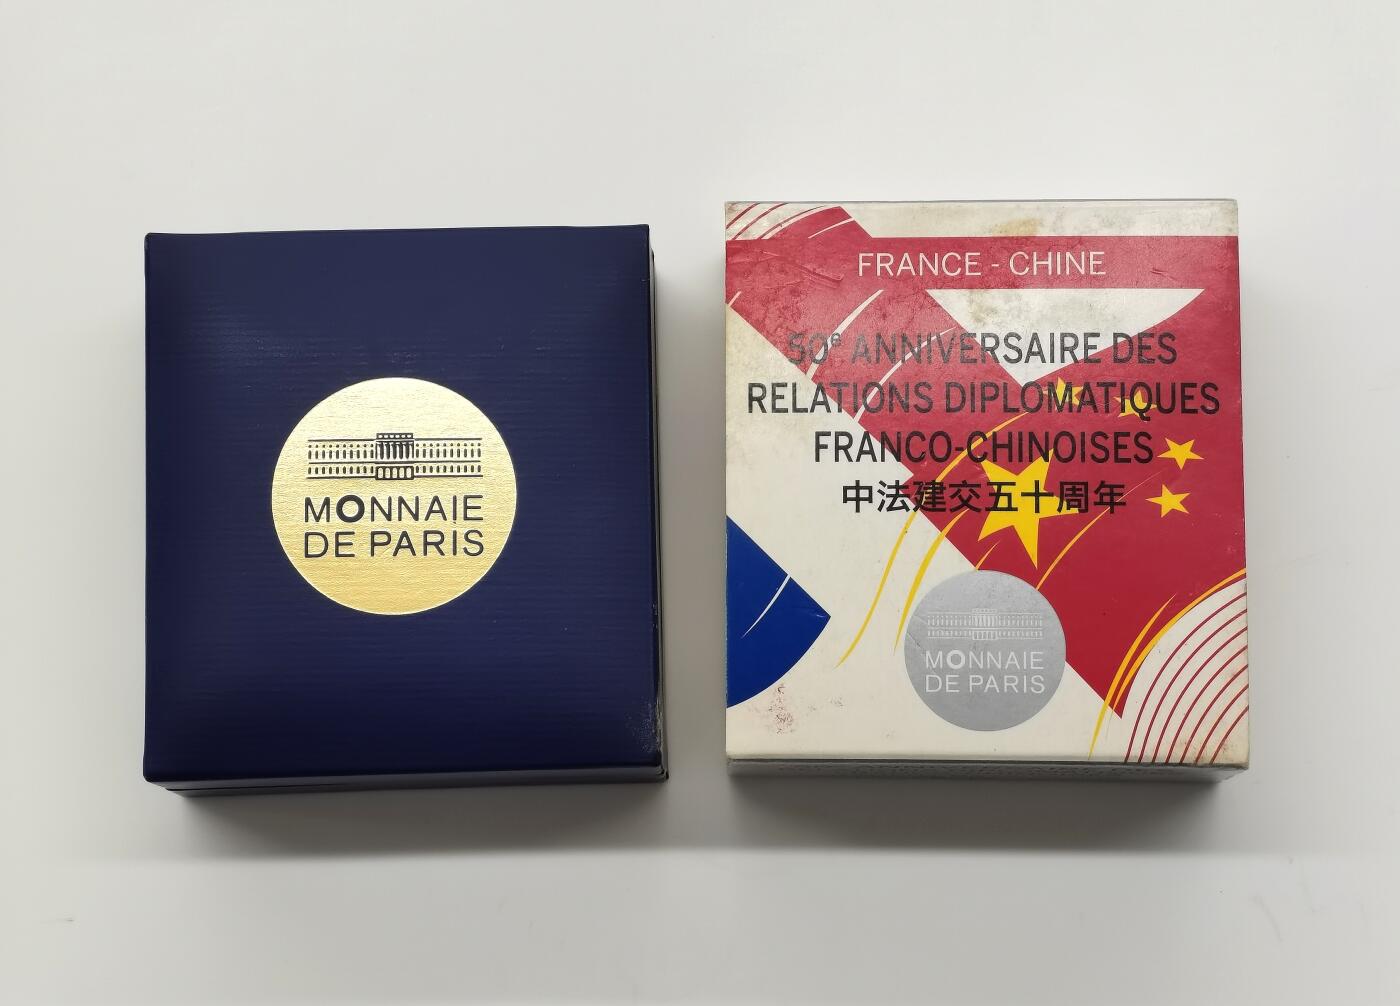 MONNAIE
DE PARIS
FRANCE - CHINE
50e ANNIVERSAIRE DES
RELATIONS DIPLOMATIQUES
FRANCO-CHINOISES
中法建交五十周年
MONNAIE
DE PARIS